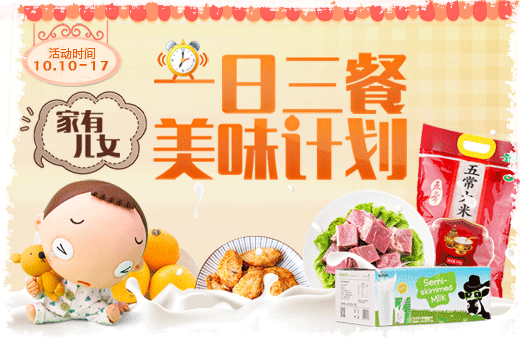 活动时间
10.10-17
一日三餐
美味计划
家有
儿女
五常大米
Semi-
skimmed
Milk